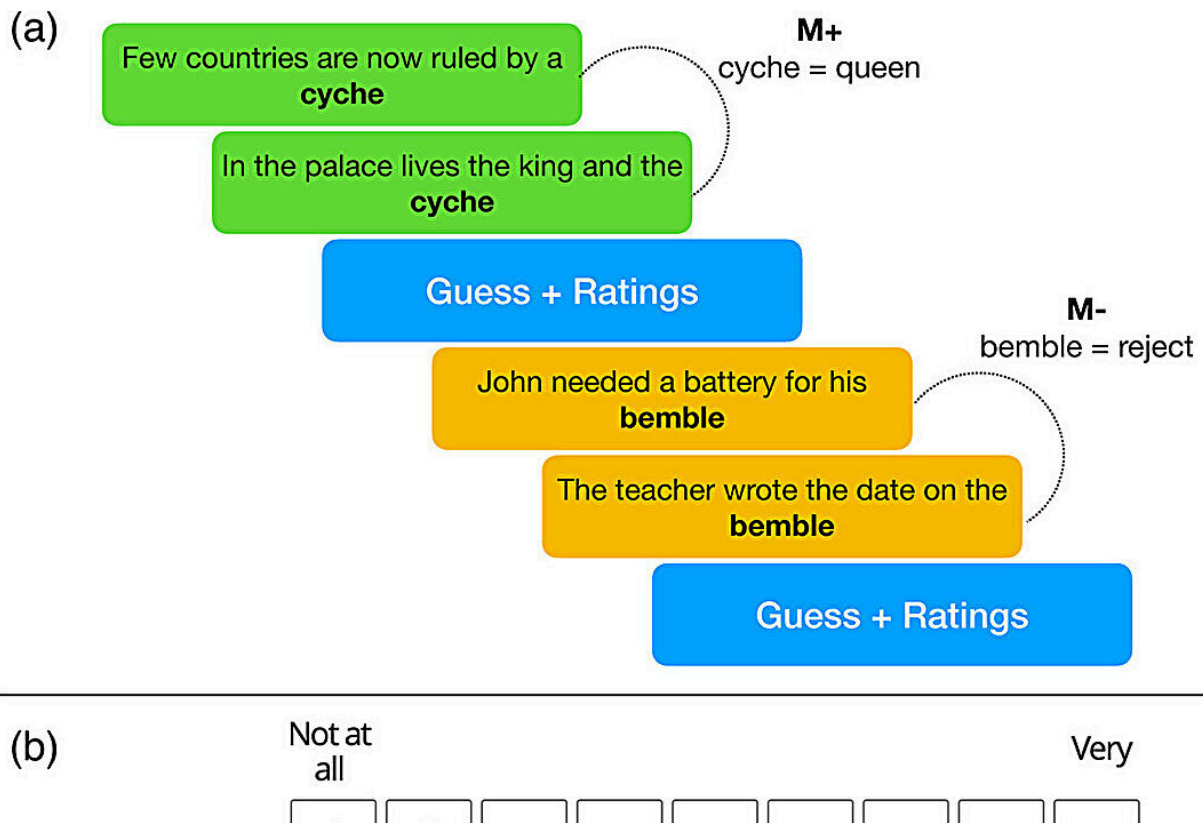 (a)
Few countries are now ruled by a
cyche
M+
cyche = queen
In the palace lives the king and the
cyche
Guess + Ratings
M-
bemble = reject
John needed a battery for his
bemble
The teacher wrote the date on the
bemble
Guess + Ratings
(b)
Not at
all
Very